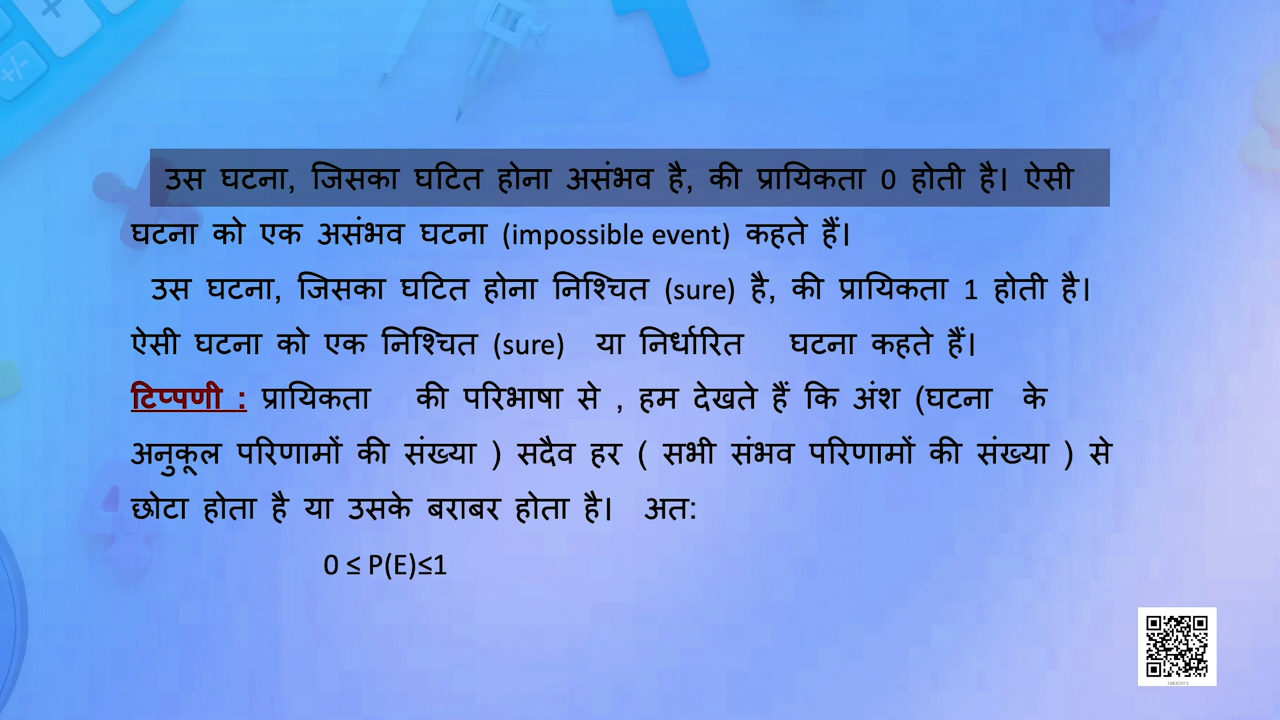 उस घटना, जिसका घटित होना असंभव है, की प्रायिकता 0 होती है। ऐसी
घटना को एक असंभव घटना (impossible event) कहते हैं।
उस घटना, जिसका घटित होना निश्चित (sure) है, की प्रायिकता 1 होती है।
ऐसी घटना को एक निश्चित (sure) या निर्धारित घटना कहते हैं।
टिप्पणी : प्रायिकता की परिभाषा से , हम देखते हैं कि अंश (घटना के
अनुकूल परिणामों की संख्या ) सदैव हर ( सभी संभव परिणामों की संख्या ) से
छोटा होता है या उसके बराबर होता है। अत:
0 ≤ P(E)≤1